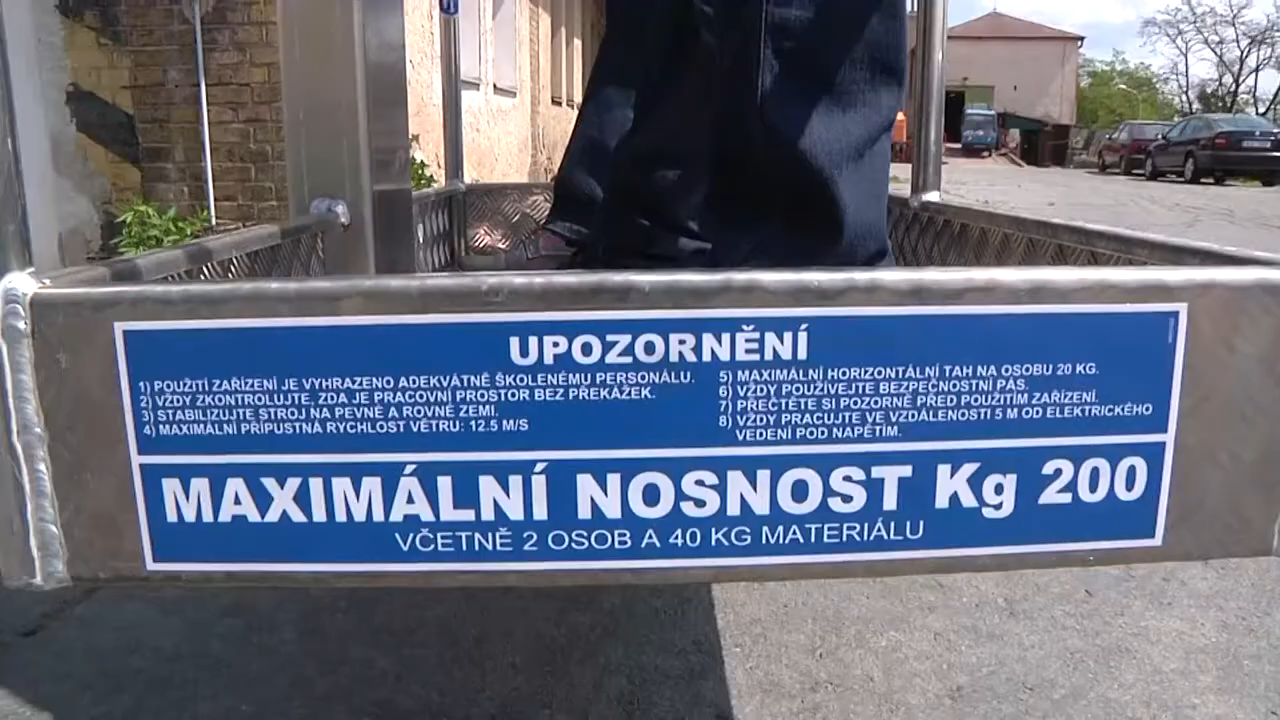 UPOZORNĚNÍ
1) POUŽITÍ ZAŘÍZENÍ JE VYHRAZENO ADEKVÁTNĚ ŠKOLENÉMU PERSONÁLU.
2) VŽDY ZKONTROLUJTE, ZDA JE PRACOVNÍ PROSTOR BEZ PŘEKÁŽEK.
3) STABILIZUJTE STROJ NA PEVNÉ A ROVNÉ ZEMI.
4) MAXIMÁLNÍ PŘÍPUSTNÁ RYCHLOST VĚTRU: 12.5 M/S
5) MAXIMÁLNÍ HORIZONTÁLNÍ TAH NA OSOBU 20 KG.
6) VŽDY POUŽÍVEJTE BEZPEČNOSTNÍ PÁS.
7) PŘEČTĚTE SI POZORNĚ PŘED POUŽITÍM ZAŘÍZENÍ.
8) VŽDY PRACUJTE VE VZDÁLENOSTI 5 M OD ELEKTRICKÉHO
VEDENÍ POD NAPĚTÍM.
MAXIMÁLNÍ NOSNOST Kg 200
VČETNĚ 2 OSOB A 40 KG MATERIÁLU